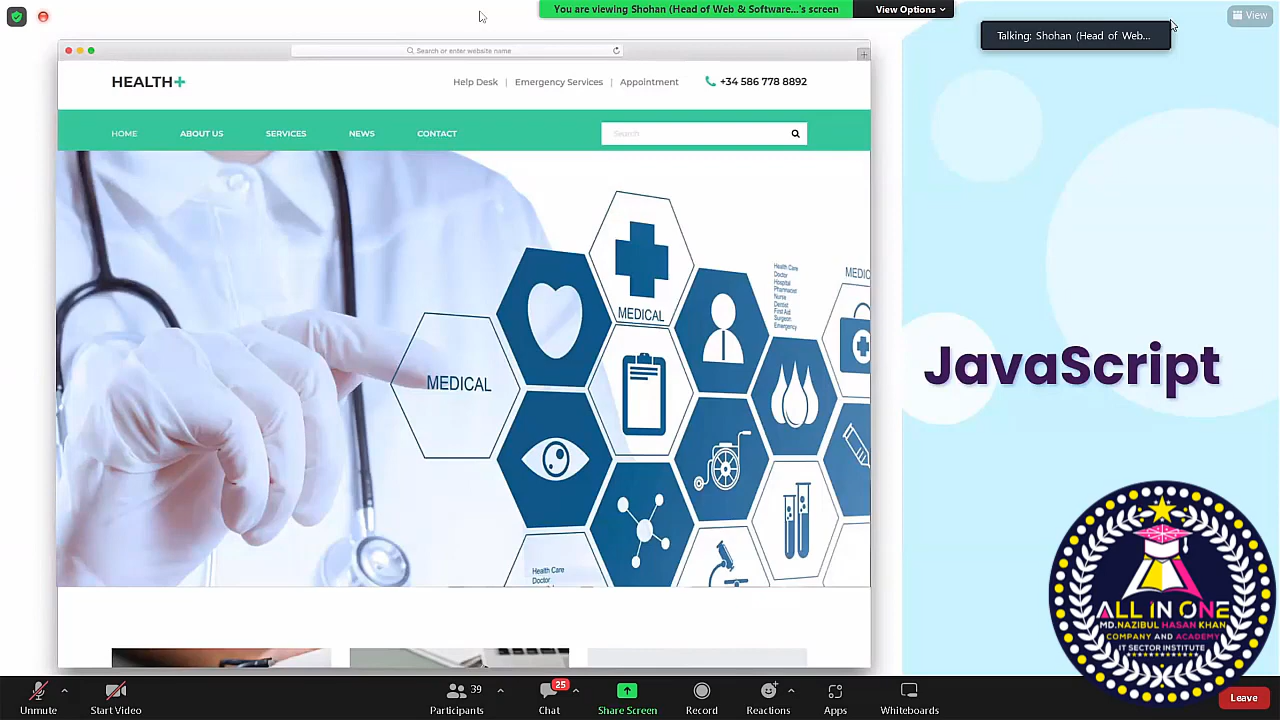 You are viewing Shohan (Head of Web & Software...'s screen
View Options
View
Talking: Shohan (Head of Web...
Search or enter website name
HEALTH+
Help Desk | Emergency Services | Appointment
+34 586 778 8892
HOME
ABOUT US
SERVICES
NEWS
CONTACT
Search
MEDICAL
MEDICAL
Health Care
Doctor
Hospital
Pharmacist
Nurse
Dentist
First Aid
Surgeon
Emergency
MEDIC
Health Care
Doctor
JavaScript
ALL IN ONE
MD.NAZIBUL HASAN KHAN
COMPANY AND ACADEMY
IT SECTOR INSTITUTE
Unmute
Start Video
39
Participants
25
Chat
Share Screen
Record
Reactions
Apps
Whiteboards
Leave